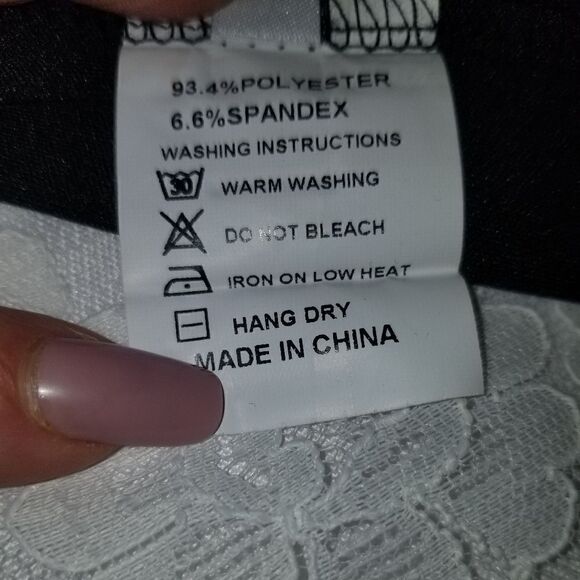 93.4%POLYESTER
6.6%SPANDEX
WASHING INSTRUCTIONS
30 WARM WASHING
DO NOT BLEACH
IRON ON LOW HEAT
HANG DRY
MADE IN CHINA